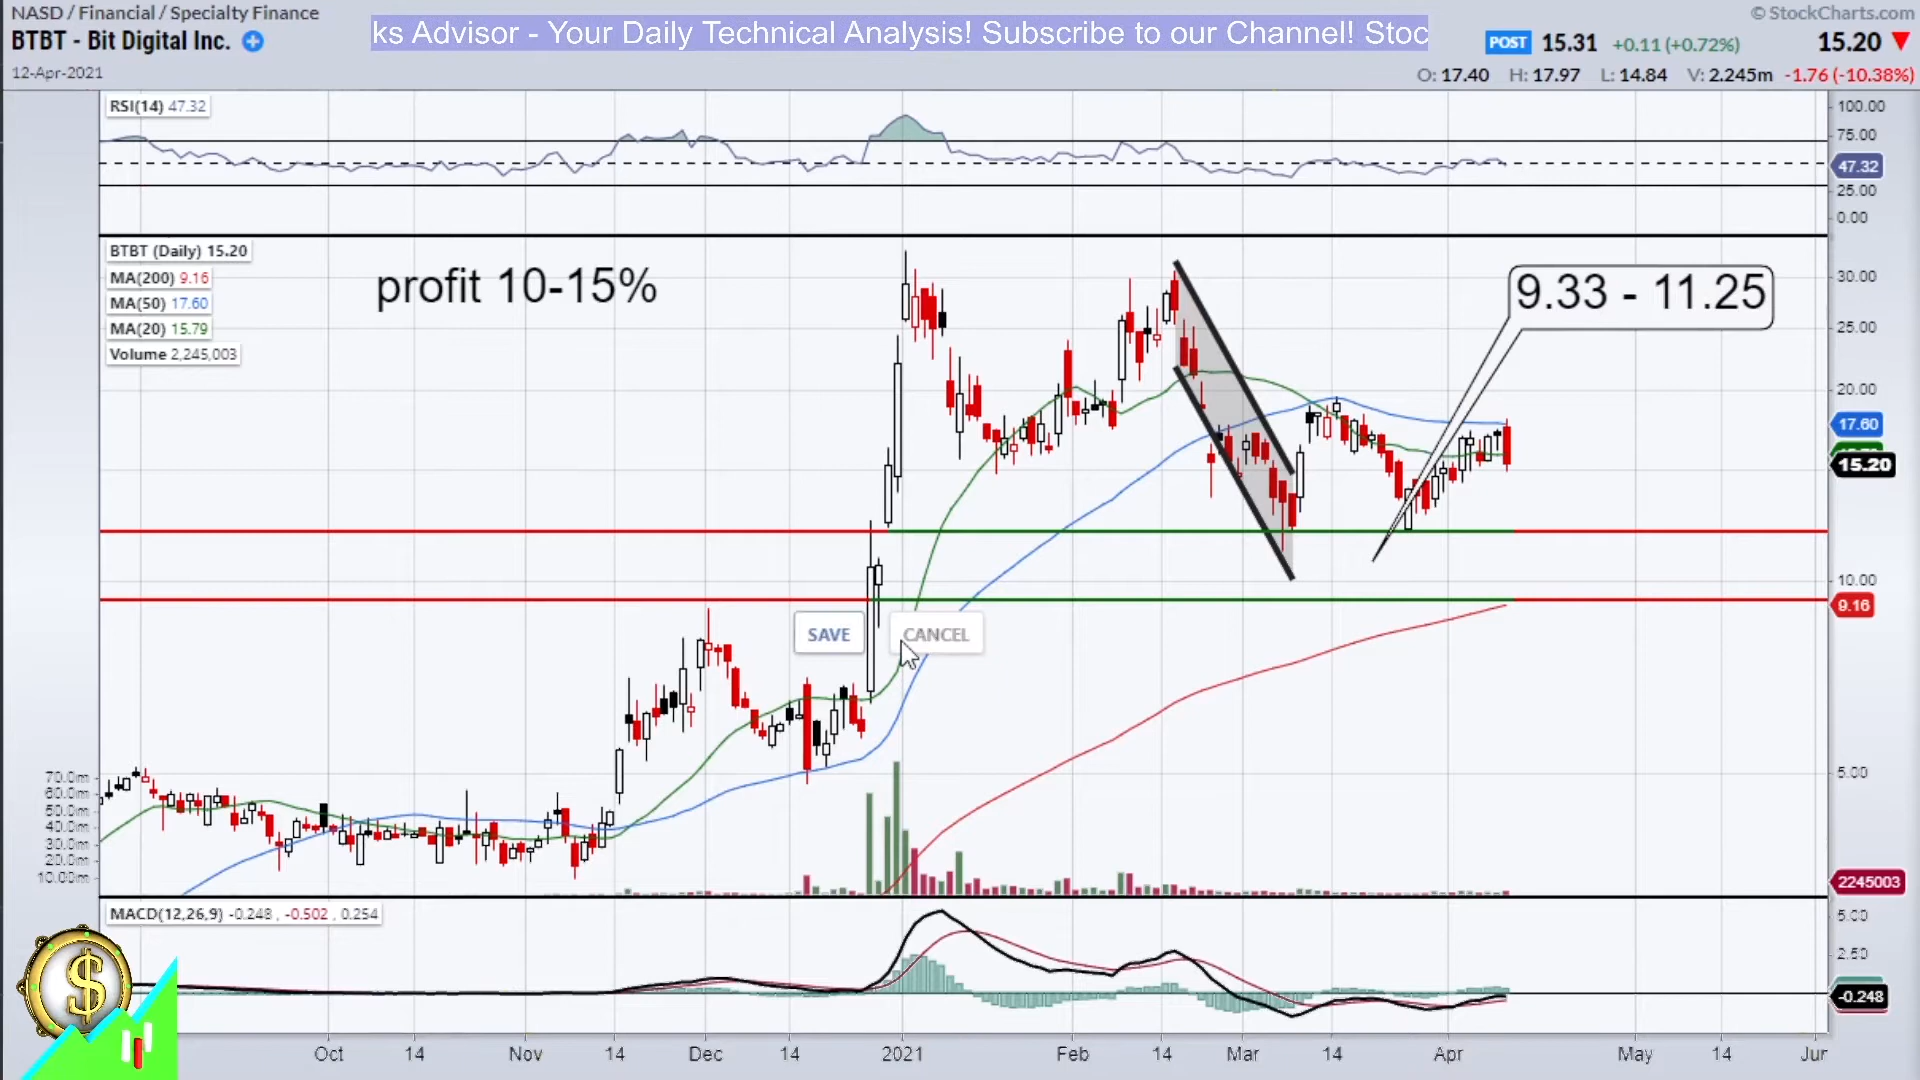 NASD / Financial / Specialty Finance
© StockCharts.com
BTBT - Bit Digital Inc.
ks Advisor - Your Daily Technical Analysis! Subscribe to our Channel! Stoc
POST 15.31 +0.11 (+0.72%) 15.20
12-Apr-2021
O: 17.40 H: 17.97 L: 14.84 V: 2.245m -1.76 (-10.38%)
RSI(14) 47.32
100.00
75.00
47.32
25.00
0.00
BTBT (Daily) 15.20
MA(200) 9.16
MA(50) 17.60
MA(20) 15.79
Volume 2,245,003
profit 10-15%
9.33 - 11.25
30.00
25.00
20.00
17.60
15.20
10.00
9.16
5.00
SAVE CANCEL
70.0m
60.0m
50.0m
40.0m
30.0m
20.0m
10.00m
2245003
MACD(12,26,9) -0.248, -0.502, 0.254
5.00
2.50
-0.248
$
Oct 14 Nov 14 Dec 14 2021 Feb 14 Mar 14 Apr May 14 Jun